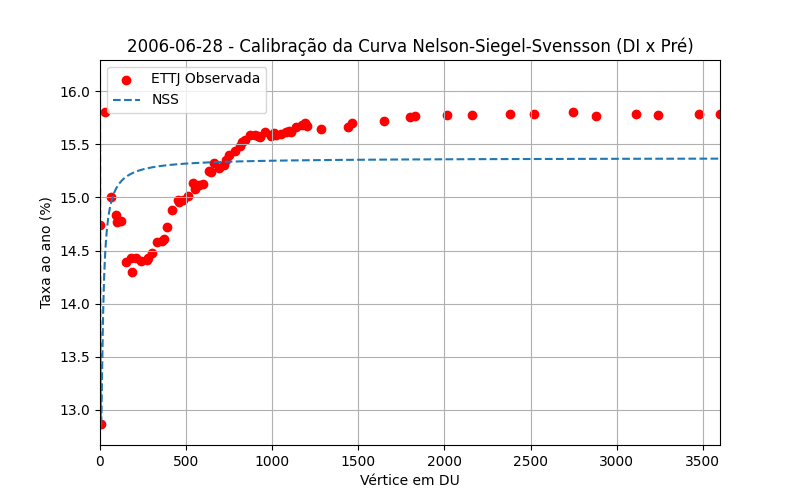 2006-06-28 - Calibração da Curva Nelson-Siegel-Svensson (DI x Pré)
ETTJ Observada
NSS
Taxa ao ano (%)
16.0
15.5
15.0
14.5
14.0
13.5
13.0
0 500 1000 1500 2000 2500 3000 3500
Vértice em DU